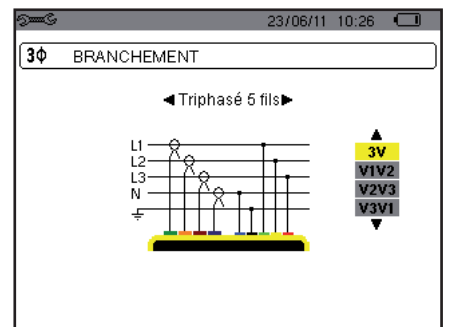 23/06/11 10:26
3Φ BRANCHEMENT
◄Triphasé 5 fils►
L1
L2
L3
N
3V
V1V2
V2V3
V3V1